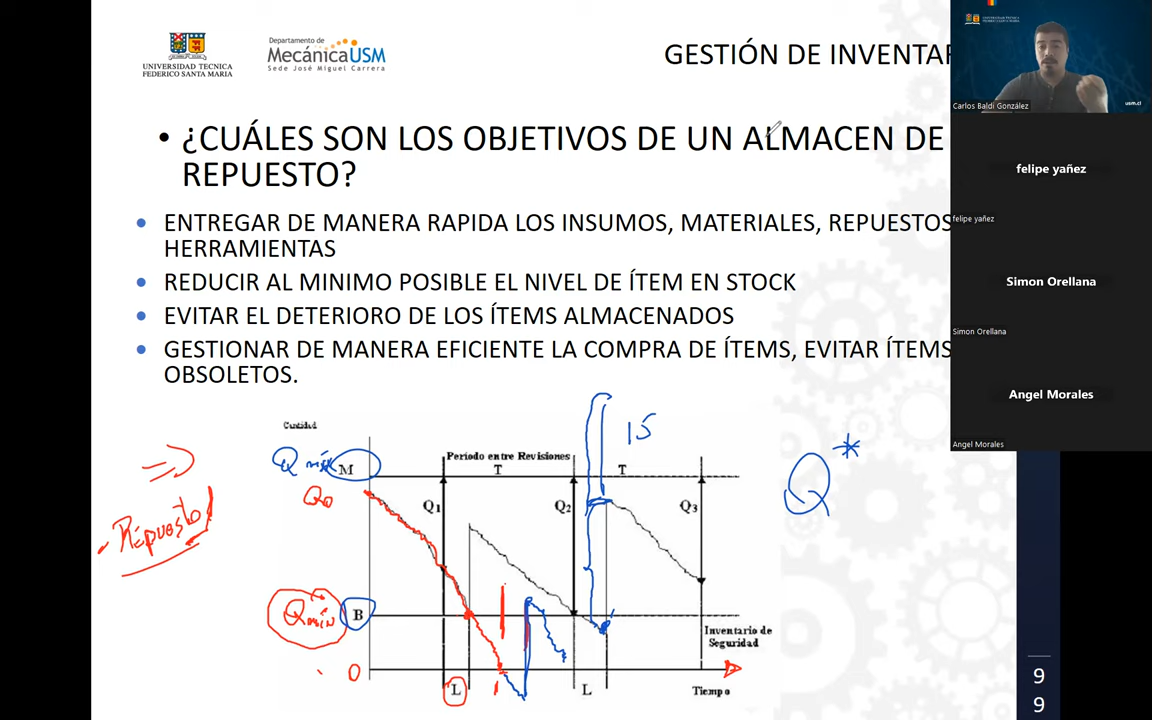 UNIVERSIDAD TECNICA
FEDERICO SANTA MARIA
Departamento de
MecánicaUSM
Sede José Miguel Carrera
GESTIÓN DE INVENTAR
• ¿CUÁLES SON LOS OBJETIVOS DE UN ALMACEN DE
REPUESTO?
• ENTREGAR DE MANERA RAPIDA LOS INSUMOS, MATERIALES, REPUESTOS
HERRAMIENTAS
• REDUCIR AL MINIMO POSIBLE EL NIVEL DE ÍTEM EN STOCK
• EVITAR EL DETERIORO DE LOS ÍTEMS ALMACENADOS
• GESTIONAR DE MANERA EFICIENTE LA COMPRA DE ÍTEMS, EVITAR ÍTEMS
OBSOLETOS.
Cantidad
Período entre Revisiones
T
T
Q máx M
Q0
Q1
Q2
Q3
15
Q*
Repuesto
Qmín B
Inventario de
Seguridad
0
L
L
Tiempo
9
9
usm.cl
Carlos Baldi González
felipe yañez
felipe yañez
Simon Orellana
Simon Orellana
Angel Morales
Angel Morales